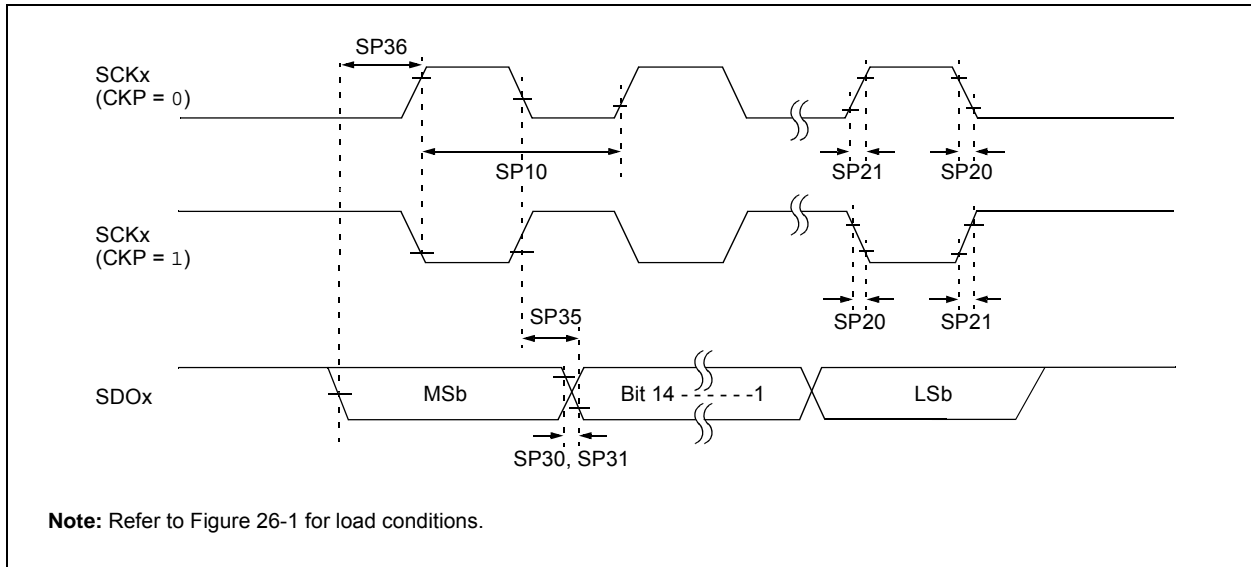 SP36
SCKx
(CKP = 0)
SP10
SP21
SP20
SCKx
(CKP = 1)
SP35
SP20
SP21
SDOx
MSb
Bit 14 - - - - - -1
LSb
SP30, SP31
Note: Refer to Figure 26-1 for load conditions.